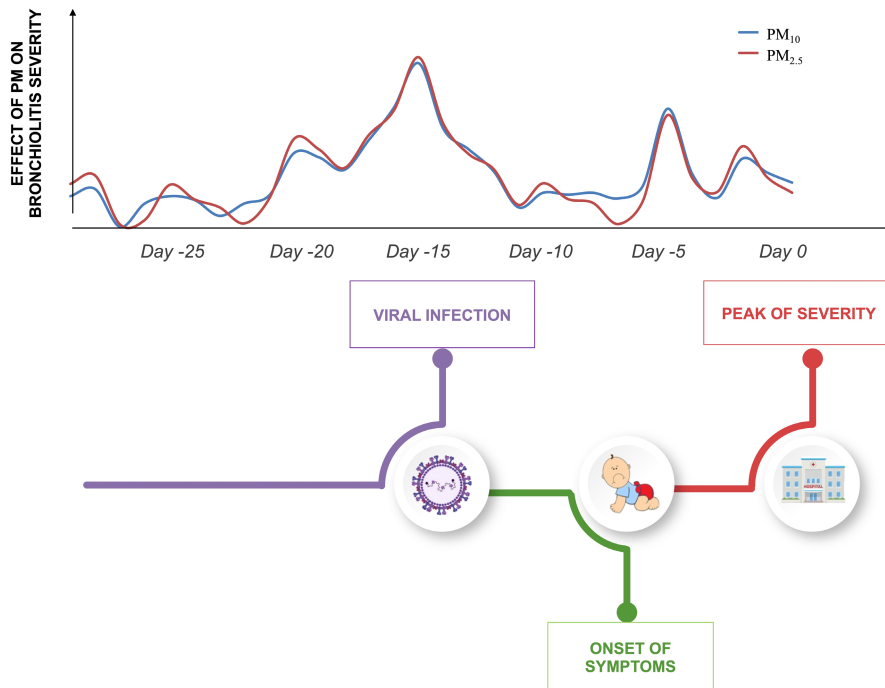 EFFECT OF PM ON
BRONCHIOLITIS SEVERITY
PM10
PM2.5
Day -25
Day -20
Day -15
Day -10
Day -5
Day 0
VIRAL INFECTION
PEAK OF SEVERITY
HOSPITAL
ONSET OF
SYMPTOMS